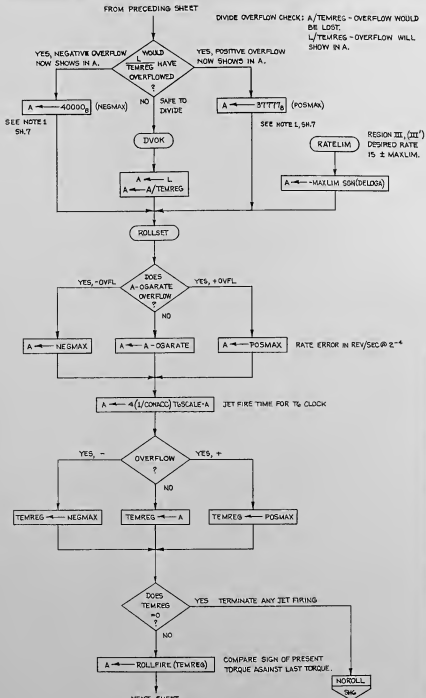 FROM PRECEDING SHEET
DIVIDE OVERFLOW CHECK: A/TEMREG - OVERFLOW WOULD
BE LOST.
L/TEMREG - OVERFLOW WILL
SHOW IN A.
YES, NEGATIVE OVERFLOW
NOW SHOWS IN A.
WOULD
L
TEMREG HAVE
OVERFLOWED
?
YES, POSITIVE OVERFLOW
NOW SHOWS IN A.
A ← 40000₈ (NEGMAX)
NO SAFE TO
DIVIDE
A ← 37777₈ (POSMAX)
SEE NOTE 1
SH.7
SEE NOTE 1, SH.7
DVOK
RATELIM
REGION III, (III')
DESIRED RATE
IS ± MAXLIM.
A ← L
A ← A/TEMREG
A ← -MAXLIM SGN(DELOGA)
ROLLSET
DOES
A-OGARATE
OVERFLOW
?
YES, -OVFL
YES, +OVFL
NO
A ← NEGMAX
A ← A-OGARATE
A ← POSMAX
RATE ERROR IN REV/SEC @ 2⁻⁴
A ← 4(1/CONACC) T6SCALE∗A
JET FIRE TIME FOR T6 CLOCK
YES, -
OVERFLOW
?
YES, +
NO
TEMREG ← NEGMAX
TEMREG ← A
TEMREG ← POSMAX
DOES
TEMREG
=0
?
YES TERMINATE ANY JET FIRING
NO
A ← ROLLFIRE (TEMREG)
COMPARE SIGN OF PRESENT
TORQUE AGAINST LAST TORQUE.
NOROLL
SH6
NEXT SHEET